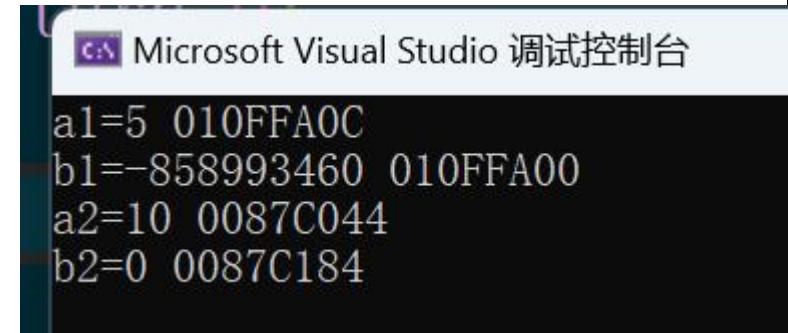 Microsoft Visual Studio 调试控制台
a1=5 010FFA0C
b1=-858993460 010FFA00
a2=10 0087C044
b2=0 0087C184